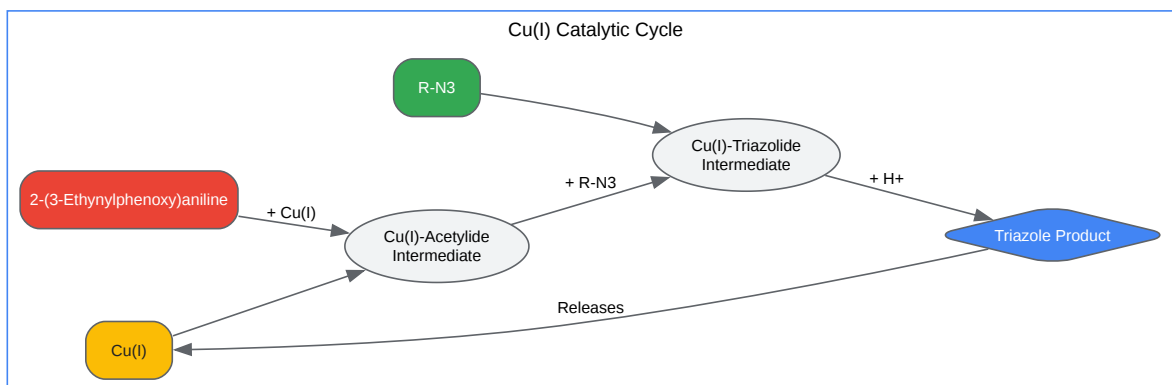 Cu(I) Catalytic Cycle
R-N3
Cu(I)-Triazolide
Intermediate
+ R-N3
+ H+
2-(3-Ethynylphenoxy)aniline
+ Cu(I)
Cu(I)-Acetylide
Intermediate
Triazole Product
Releases
Cu(I)